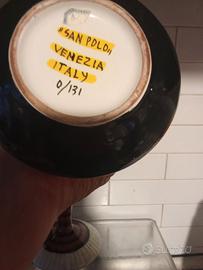 "SAN POLO"
VENEZIA
ITALY
0/131